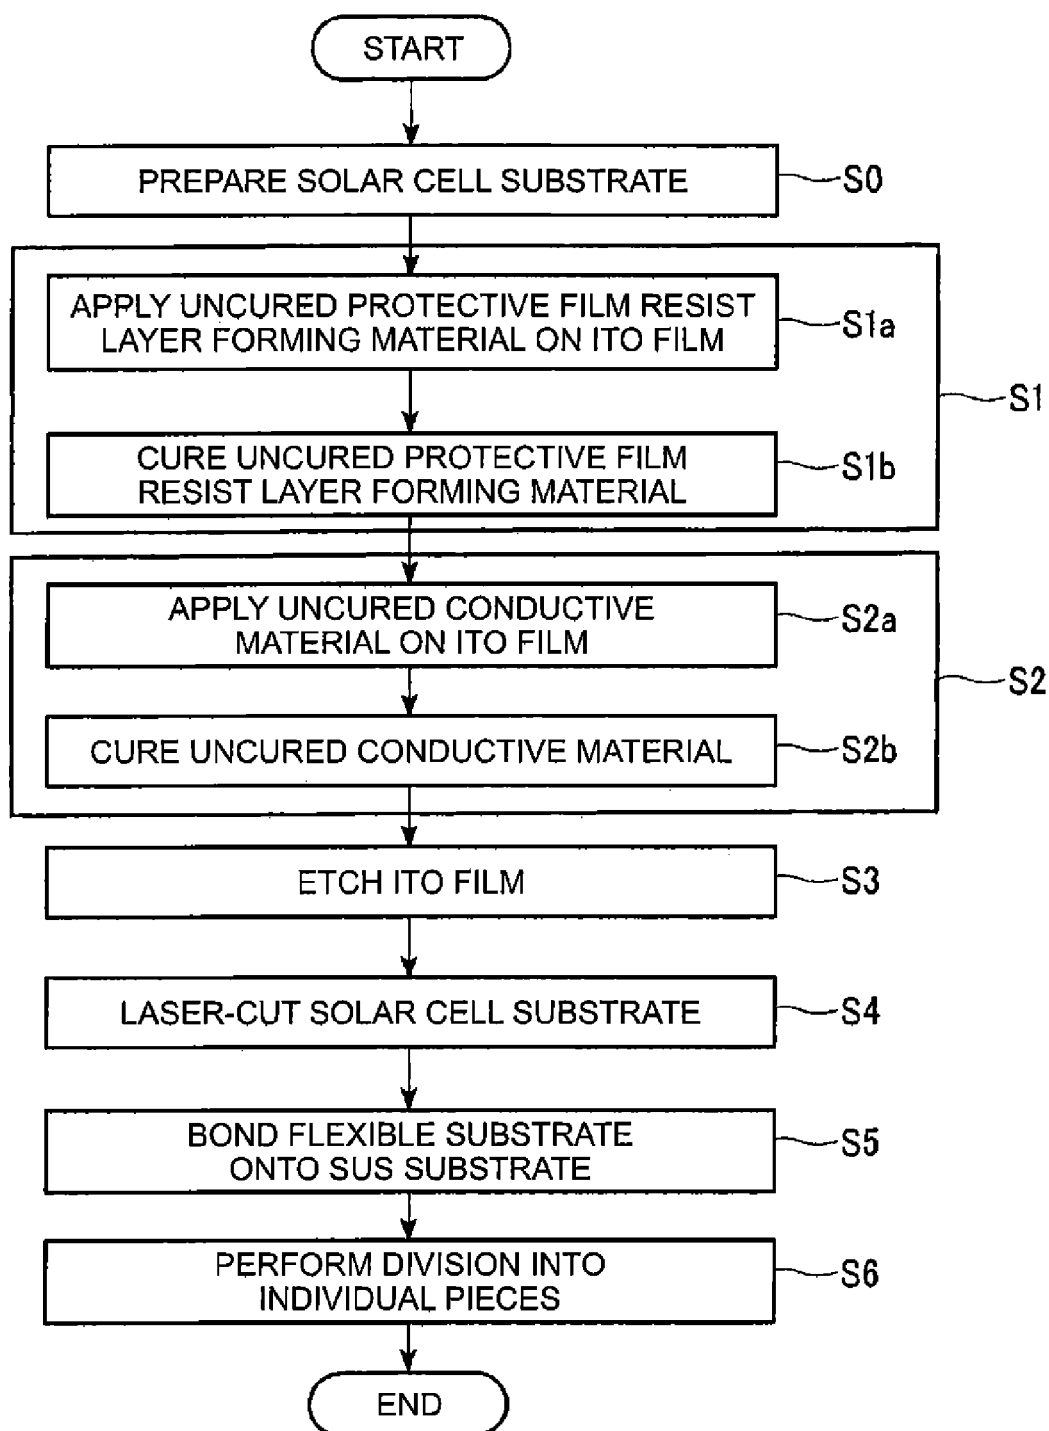 START
PREPARE SOLAR CELL SUBSTRATE
S0
APPLY UNCURED PROTECTIVE FILM RESIST
LAYER FORMING MATERIAL ON ITO FILM
S1a
S1
CURE UNCURED PROTECTIVE FILM
RESIST LAYER FORMING MATERIAL
S1b
APPLY UNCURED CONDUCTIVE
MATERIAL ON ITO FILM
S2a
S2
CURE UNCURED CONDUCTIVE MATERIAL
S2b
ETCH ITO FILM
S3
LASER-CUT SOLAR CELL SUBSTRATE
S4
BOND FLEXIBLE SUBSTRATE
ONTO SUS SUBSTRATE
S5
PERFORM DIVISION INTO
INDIVIDUAL PIECES
S6
END